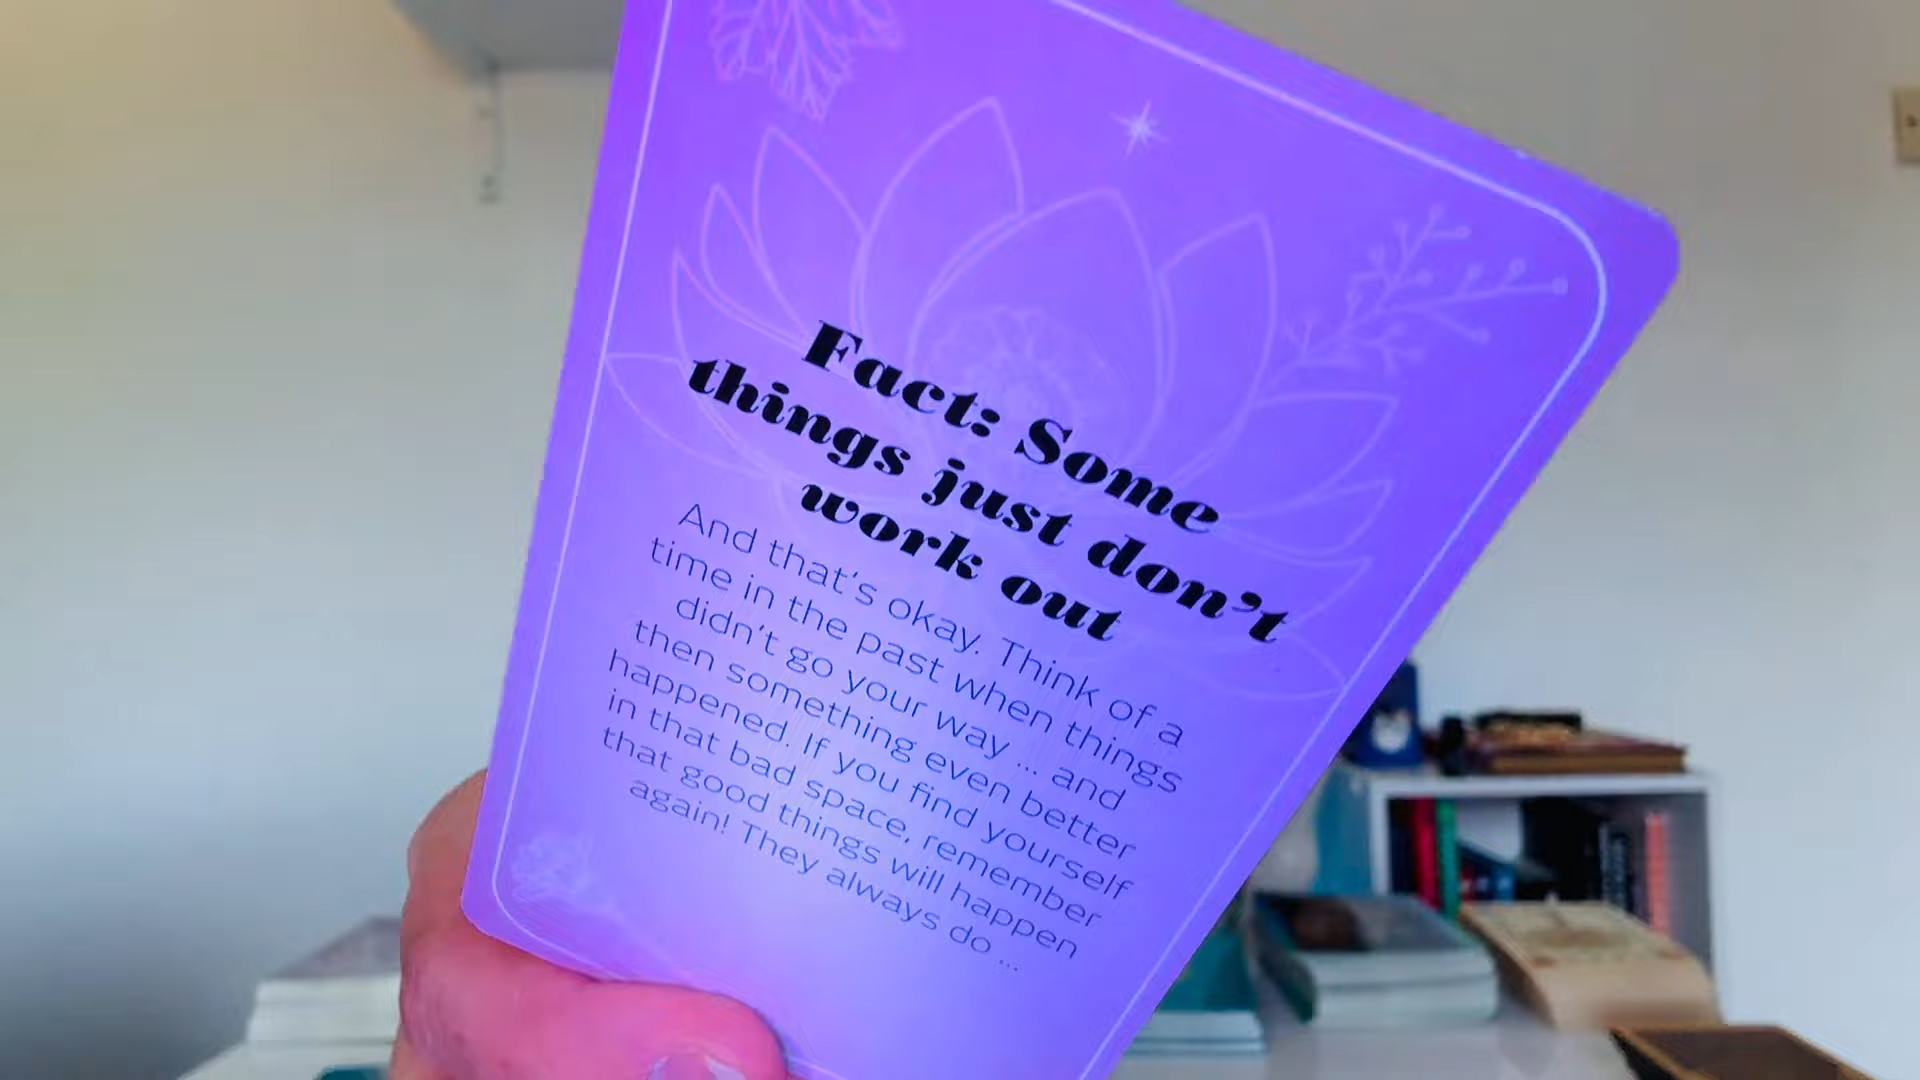 Fact: Some
things just don't
work out
And that's okay. Think of a
time in the past when things
didn't go your way ... and
then something even better
happened. If you find yourself
in that bad space, remember
that good things will happen
again! They always do ...